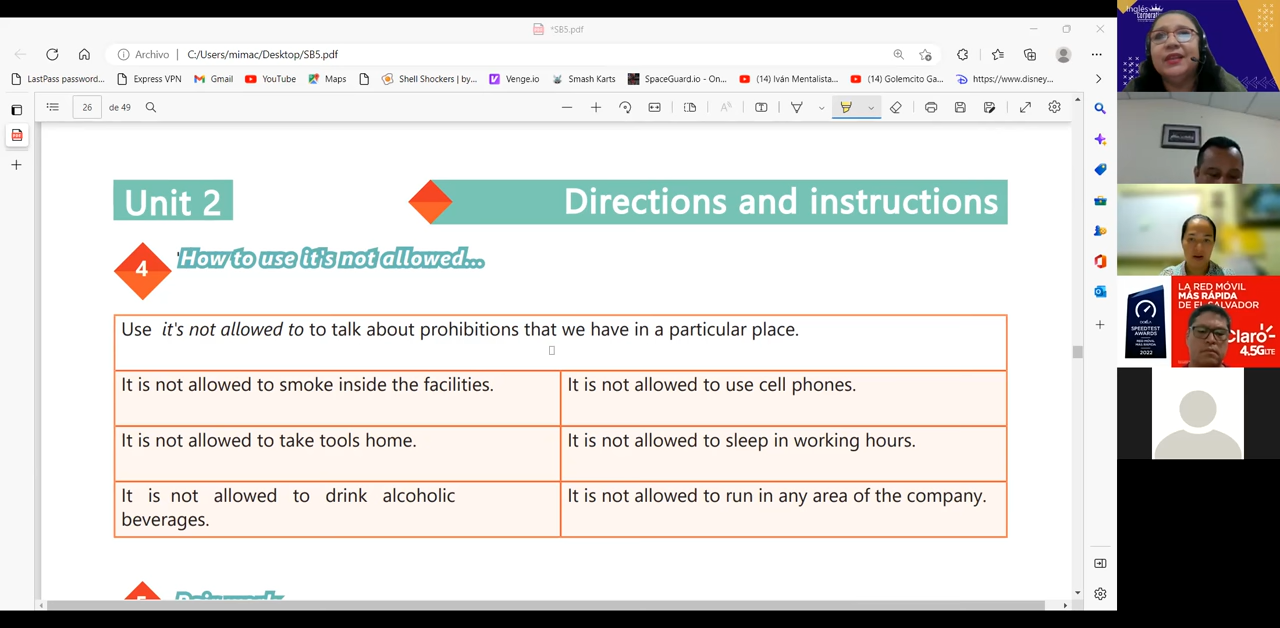 *SB5.pdf
Archivo
C:/Users/mimac/Desktop/SB5.pdf
LastPass password...
Express VPN
Gmail
YouTube
Maps
Shell Shockers | by...
Venge.io
Smash Karts
SpaceGuard.io - On...
(14) Iván Mentalista...
(14) Golemcito Ga...
https://www.disney...
26
de 49
Unit 2
Directions and instructions
4
How to use it's not allowed...
Use it's not allowed to to talk about prohibitions that we have in a particular place.
It is not allowed to smoke inside the facilities.
It is not allowed to use cell phones.
It is not allowed to take tools home.
It is not allowed to sleep in working hours.
It is not allowed to drink alcoholic
beverages.
It is not allowed to run in any area of the company.
Inglés
Corporativo
LA RED MÓVIL
MÁS RÁPIDA
DE EL SALVADOR
SPEEDTEST
AWARDS
2022
Claro
4.5G LTE